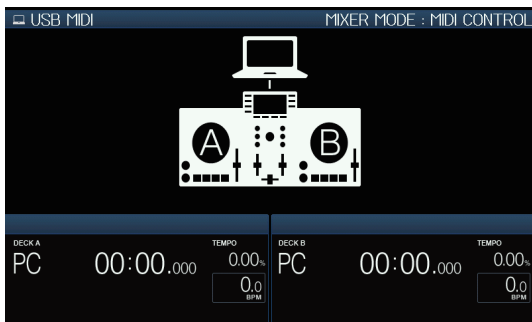 USB MIDI
MIXER MODE : MIDI CONTROL
A
B
DECK A
TEMPO
PC
00:00.000
0.00%
0.0
BPM
DECK B
TEMPO
PC
00:00.000
0.00%
0.0
BPM